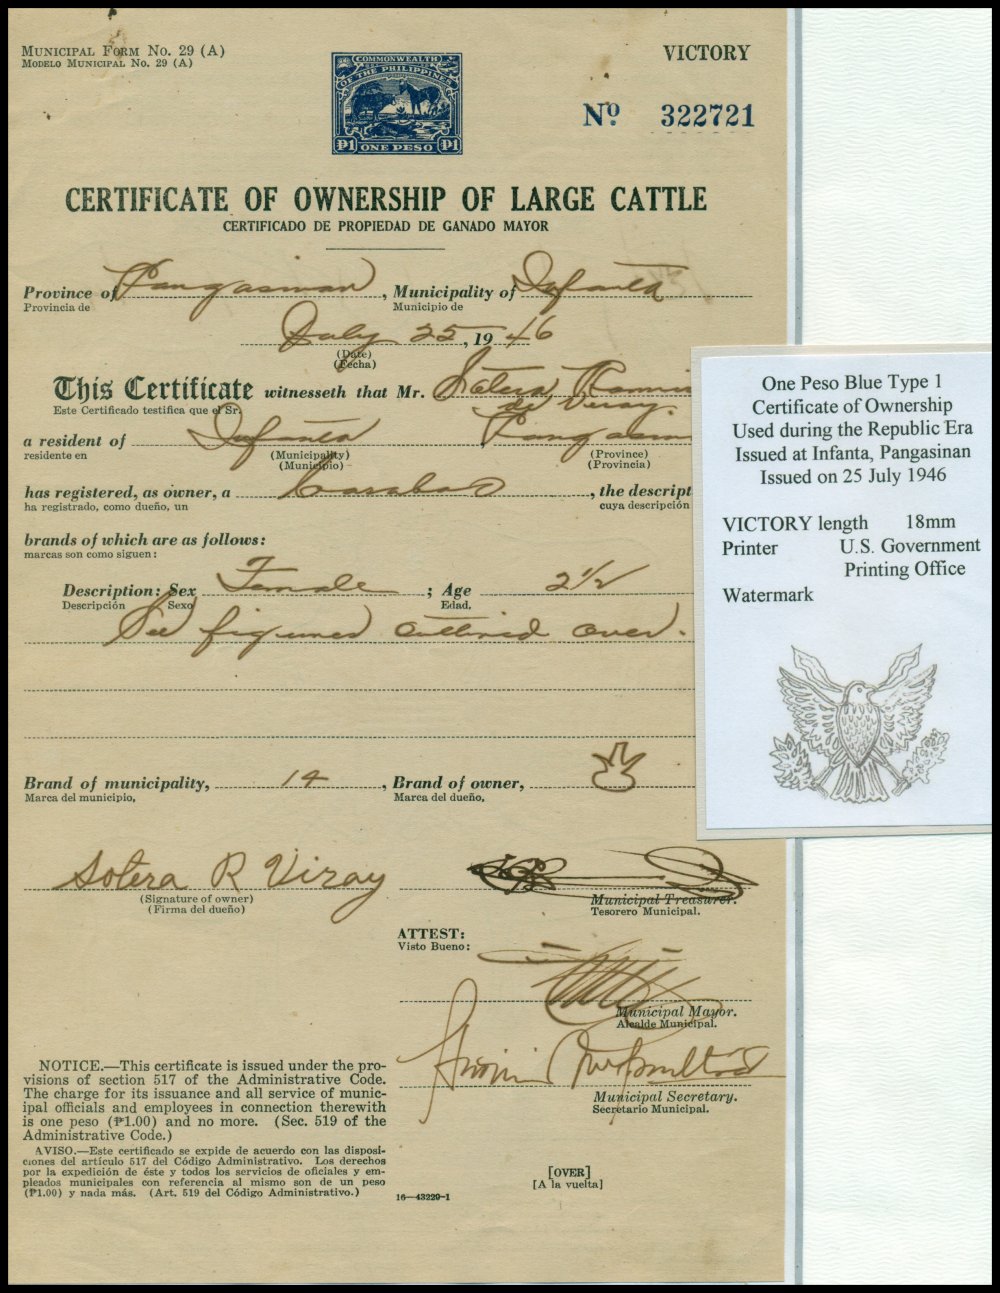 MUNICIPAL FORM NO. 29 (A)
MODELO MUNICIPAL NO. 29 (A)
COMMONWEALTH
OF THE PHILIPPINES
₱1 ONE PESO ₱1
VICTORY
Nº 322721
CERTIFICATE OF OWNERSHIP OF LARGE CATTLE
CERTIFICADO DE PROPIEDAD DE GANADO MAYOR
Province of Pangasinan, Municipality of Infanta
Provincia de Municipio de
July 25, 1946
(Date)
(Fecha)
This Certificate witnesseth that Mr. Sotera Ramir
Este Certificado testifica que el Sr.
de Viray.
a resident of Infanta, Pangasin
residente en (Municipality) (Province)
(Municipio) (Provincia)
has registered, as owner, a Carabao, the descript
ha registrado, como dueño, un cuya descripción
brands of which are as follows:
marcas son como siguen:
Description: Sex Female; Age 2½
Descripción Sexo Edad,
See figures outlined over.
Brand of municipality, 14, Brand of owner,
Marca del municipio, Marca del dueño,
Sotera R Viray
(Signature of owner)
(Firma del dueño)
Municipal Treasurer.
Tesorero Municipal.
ATTEST:
Visto Bueno:
Municipal Mayor.
Alcalde Municipal.
Municipal Secretary.
Secretario Municipal.
NOTICE.—This certificate is issued under the pro-
visions of section 517 of the Administrative Code.
The charge for its issuance and all service of munic-
ipal officials and employees in connection therewith
is one peso (₱1.00) and no more. (Sec. 519 of the
Administrative Code.)
AVISO.—Este certificado se expide de acuerdo con las disposi-
ciones del artículo 517 del Código Administrativo. Los derechos
por la expedición de éste y todos los servicios de oficiales y em-
pleados municipales con referencia al mismo son de un peso
(₱1.00) y nada más. (Art. 519 del Código Administrativo.)
16—43229-1
[OVER]
[A la vuelta]
One Peso Blue Type 1
Certificate of Ownership
Used during the Republic Era
Issued at Infanta, Pangasinan
Issued on 25 July 1946
VICTORY length 18mm
Printer U.S. Government
Printing Office
Watermark